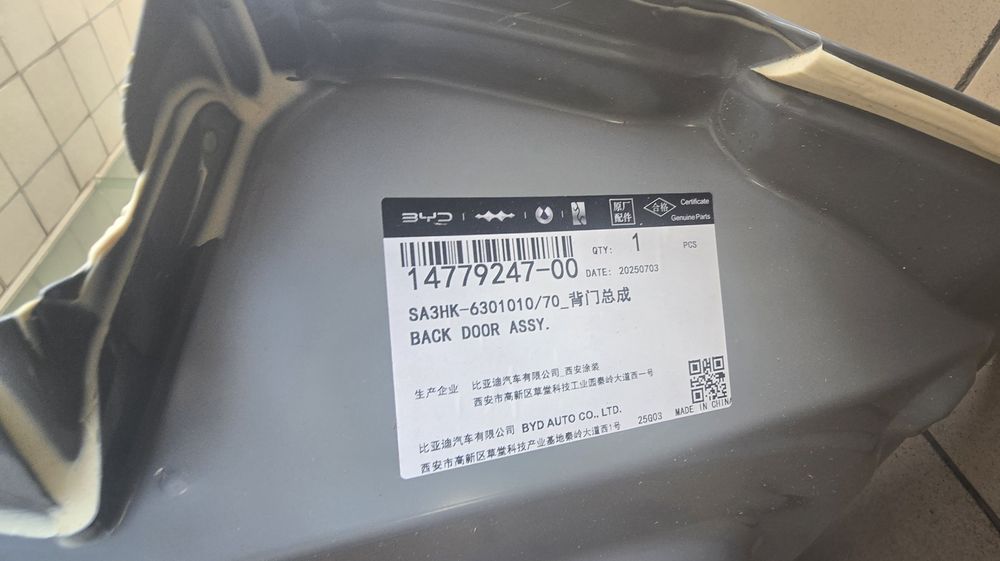 BYD 原厂配件 合格 Certificate Genuine Parts
14779247-00 QTY: 1 PCS
DATE: 20250703
SA3HK-6301010/70_背门总成
BACK DOOR ASSY.
生产企业 比亚迪汽车有限公司_西安涂装
西安市高新区草堂科技工业园秦岭大道西一号
比亚迪汽车有限公司 BYD AUTO CO., LTD. 25G03 MADE IN CHINA
西安市高新区草堂科技产业基地秦岭大道西1号